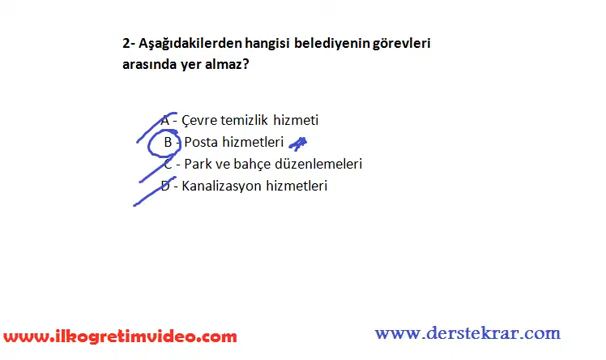 2- Aşağıdakilerden hangisi belediyenin görevleri
arasında yer almaz?
A - Çevre temizlik hizmeti
B - Posta hizmetleri
C - Park ve bahçe düzenlemeleri
D - Kanalizasyon hizmetleri
www.ilkogretimvideo.com
www.derstekrar.com